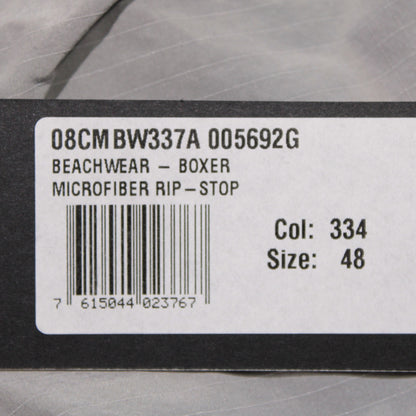 08CMBW337A 005692G
BEACHWEAR - BOXER
MICROFIBER RIP-STOP
Col: 334
Size: 48
7 615044 023767